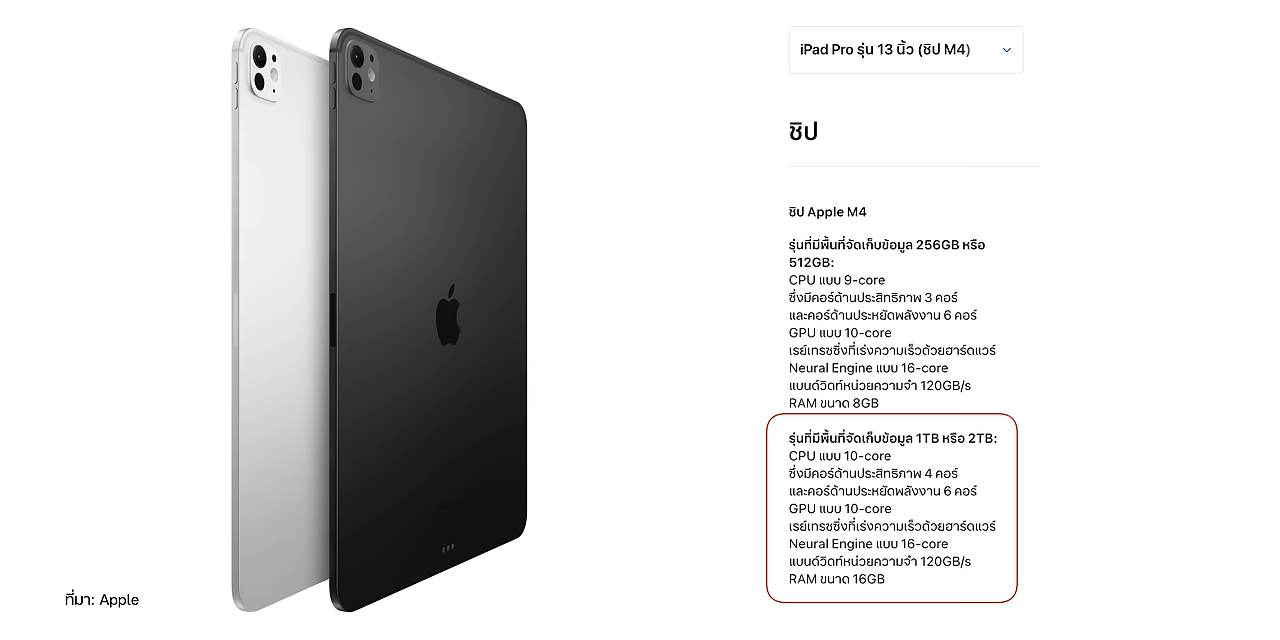 iPad Pro รุ่น 13 นิ้ว (ชิป M4)
ชิป
ชิป Apple M4
รุ่นที่มีพื้นที่จัดเก็บข้อมูล 256GB หรือ
512GB:
CPU แบบ 9-core
ซึ่งมีคอร์ด้านประสิทธิภาพ 3 คอร์
และคอร์ด้านประหยัดพลังงาน 6 คอร์
GPU แบบ 10-core
เรย์เทรซซิ่งที่เร่งความเร็วด้วยฮาร์ดแวร์
Neural Engine แบบ 16-core
แบนด์วิดท์หน่วยความจำ 120GB/s
RAM ขนาด 8GB
รุ่นที่มีพื้นที่จัดเก็บข้อมูล 1TB หรือ 2TB:
CPU แบบ 10-core
ซึ่งมีคอร์ด้านประสิทธิภาพ 4 คอร์
และคอร์ด้านประหยัดพลังงาน 6 คอร์
GPU แบบ 10-core
เรย์เทรซซิ่งที่เร่งความเร็วด้วยฮาร์ดแวร์
Neural Engine แบบ 16-core
แบนด์วิดท์หน่วยความจำ 120GB/s
RAM ขนาด 16GB
ที่มา: Apple